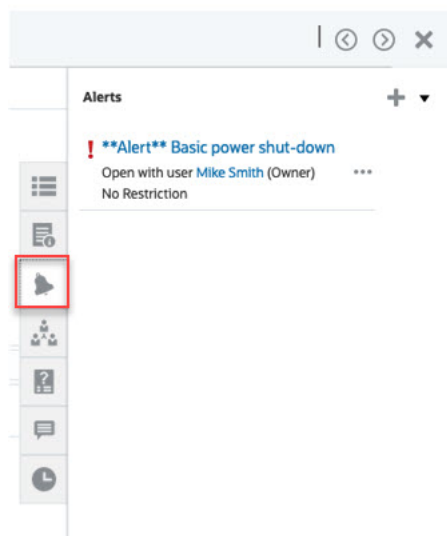 Alerts
**Alert** Basic power shut-down
Open with user Mike Smith (Owner)
No Restriction